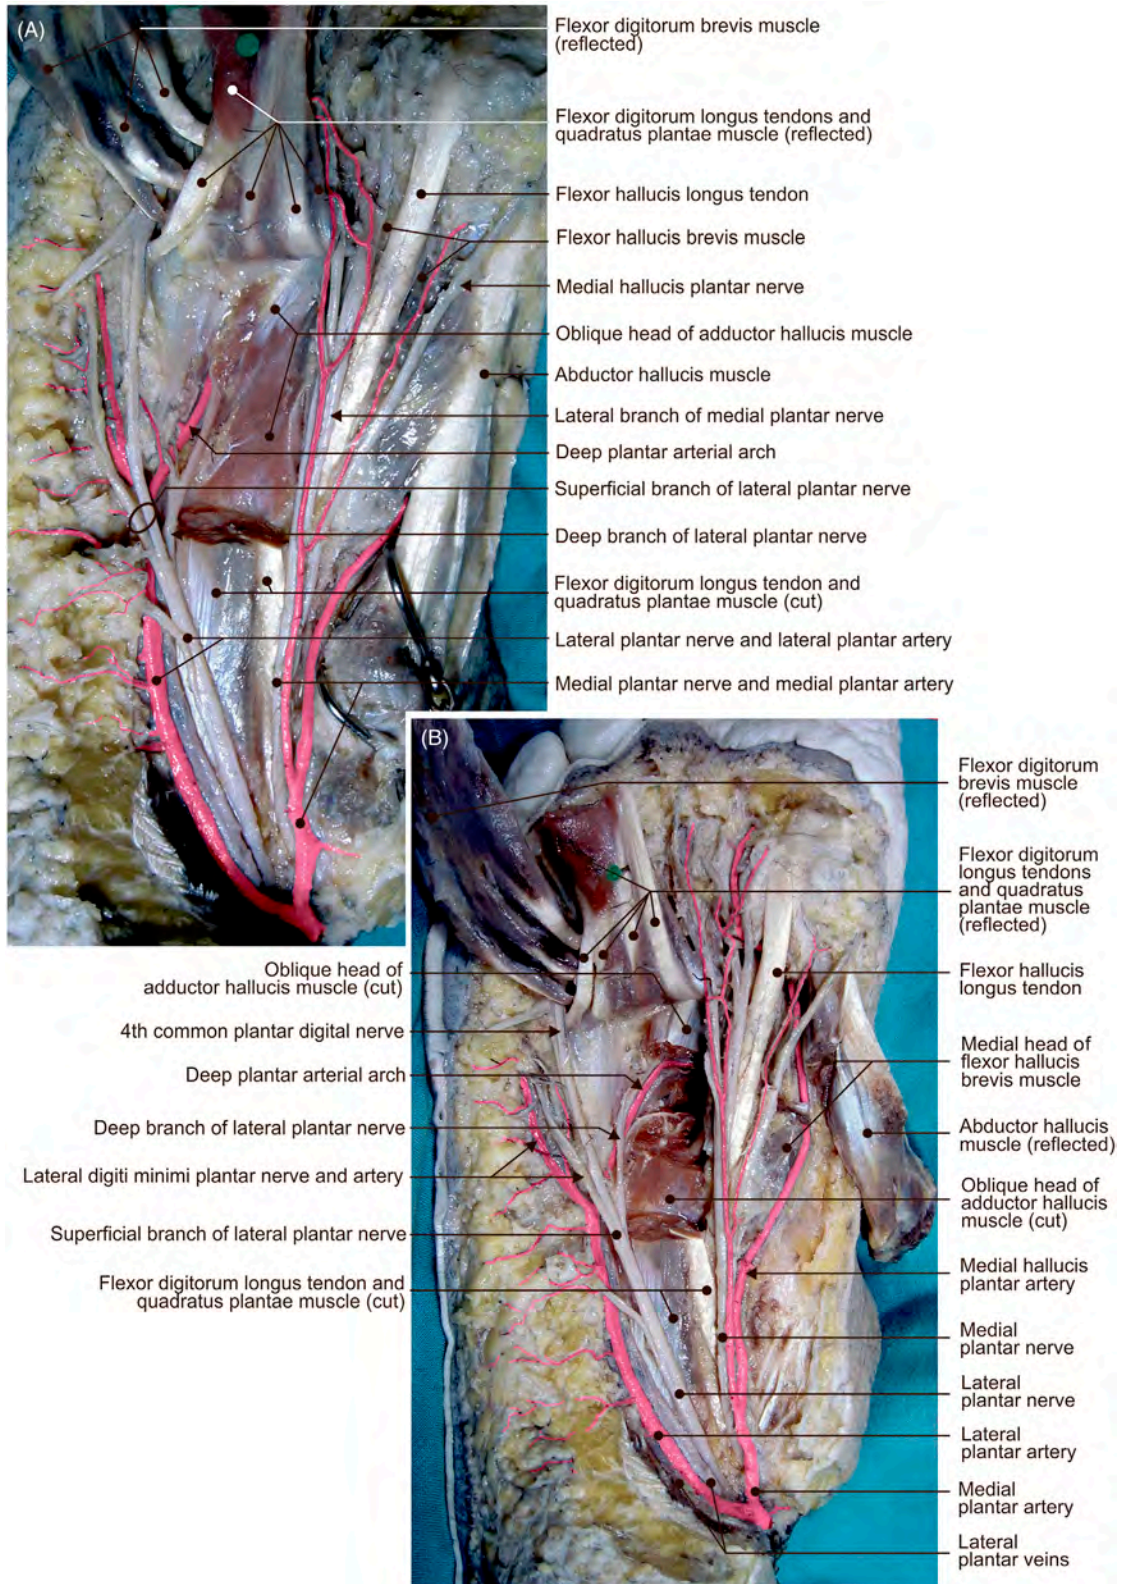 (A)
Flexor digitorum brevis muscle
(reflected)
Flexor digitorum longus tendons and
quadratus plantae muscle (reflected)
Flexor hallucis longus tendon
Flexor hallucis brevis muscle
Medial hallucis plantar nerve
Oblique head of adductor hallucis muscle
Abductor hallucis muscle
Lateral branch of medial plantar nerve
Deep plantar arterial arch
Superficial branch of lateral plantar nerve
Deep branch of lateral plantar nerve
Flexor digitorum longus tendon and
quadratus plantae muscle (cut)
Lateral plantar nerve and lateral plantar artery
Medial plantar nerve and medial plantar artery
(B)
Flexor digitorum
brevis muscle
(reflected)
Flexor digitorum
longus tendons
and quadratus
plantae muscle
(reflected)
Flexor hallucis
longus tendon
Medial head of
flexor hallucis
brevis muscle
Abductor hallucis
muscle (reflected)
Oblique head of
adductor hallucis
muscle (cut)
Medial hallucis
plantar artery
Medial
plantar nerve
Lateral
plantar nerve
Lateral
plantar artery
Medial
plantar artery
Lateral
plantar veins
Oblique head of
adductor hallucis muscle (cut)
4th common plantar digital nerve
Deep plantar arterial arch
Deep branch of lateral plantar nerve
Lateral digiti minimi plantar nerve and artery
Superficial branch of lateral plantar nerve
Flexor digitorum longus tendon and
quadratus plantae muscle (cut)